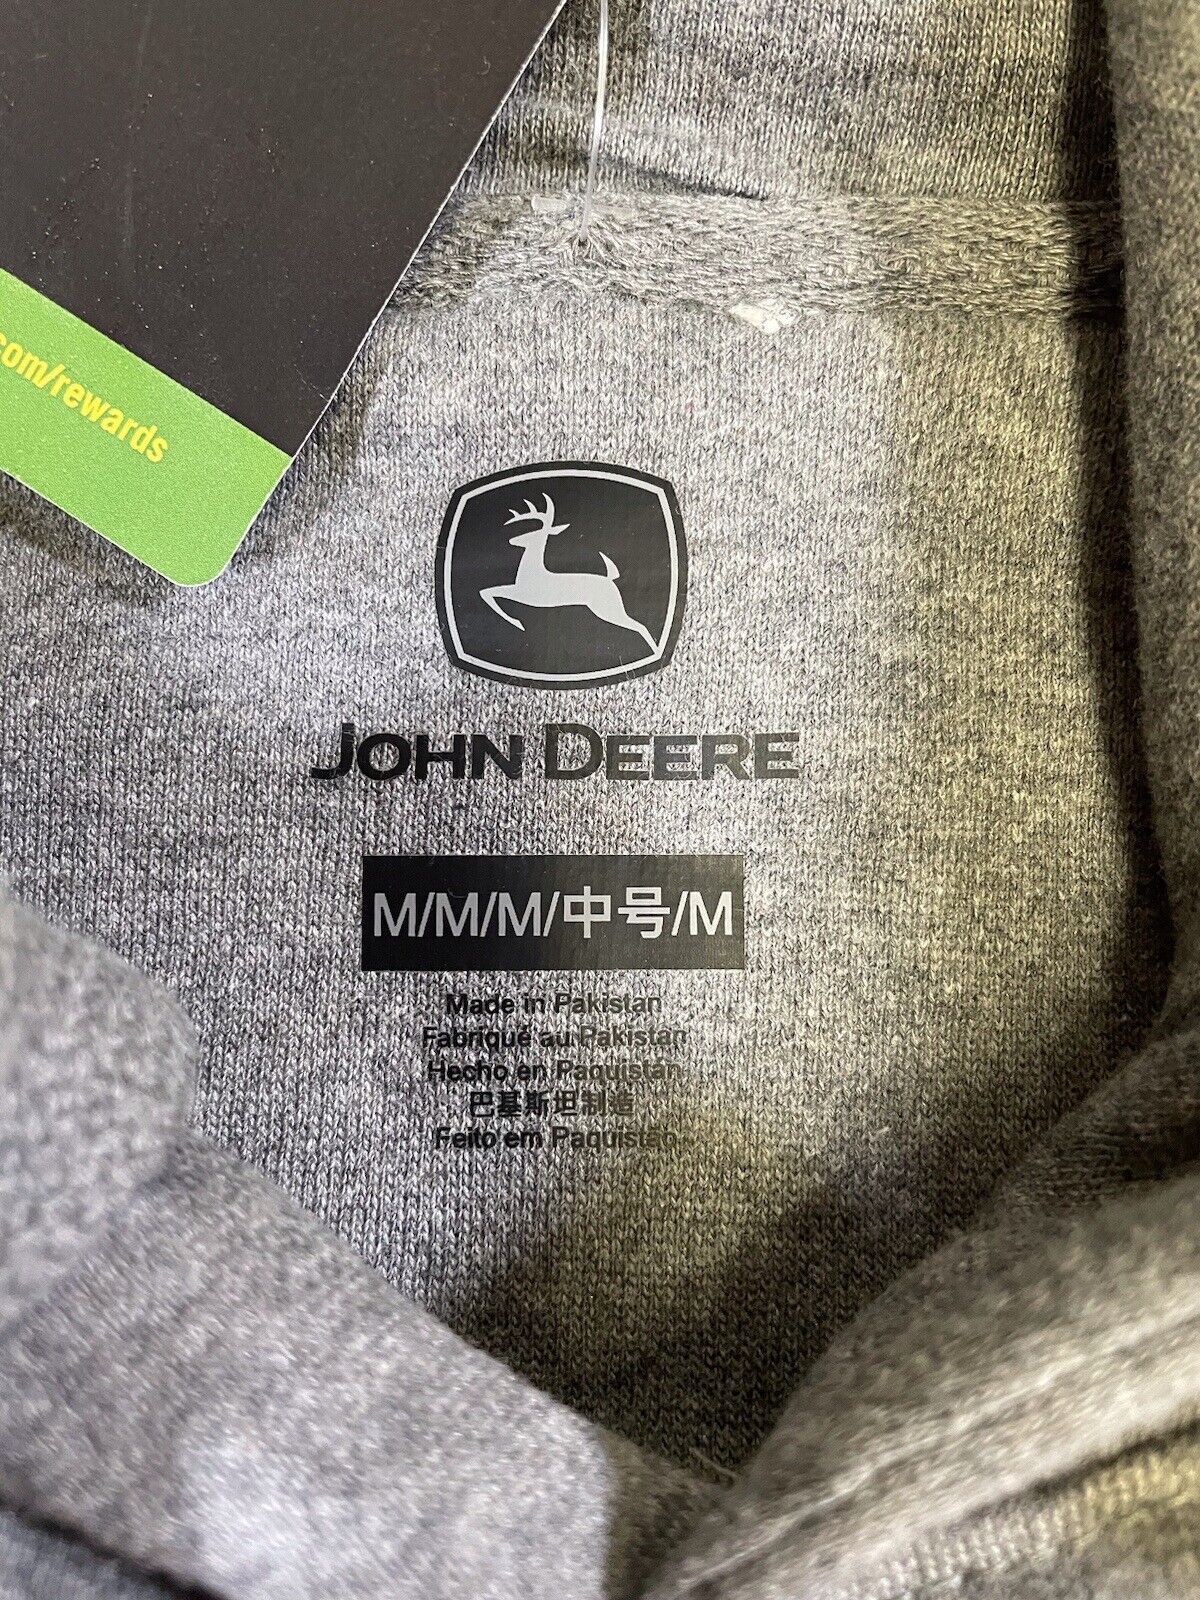 com/rewards
JOHN DEERE
M/M/M/中号/M
Made in Pakistan
Fabriqué au Pakistan
Hecho en Paquistán
巴基斯坦制造
Feito em Paquistão